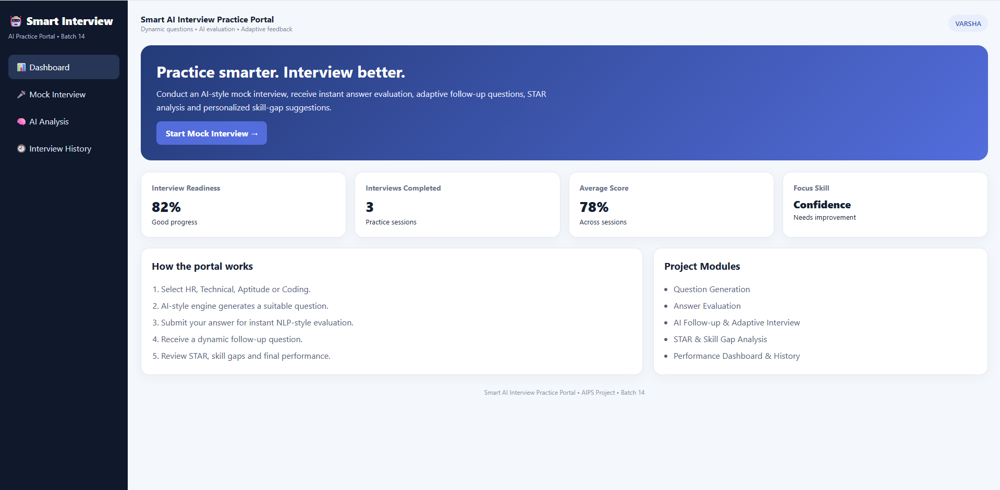 Smart Interview
AI Practice Portal • Batch 14
Dashboard
Mock Interview
AI Analysis
Interview History
Smart AI Interview Practice Portal
Dynamic questions • AI evaluation • Adaptive feedback
VARSHA
Practice smarter. Interview better.
Conduct an AI-style mock interview, receive instant answer evaluation, adaptive follow-up questions, STAR
analysis and personalized skill-gap suggestions.
Start Mock Interview →
Interview Readiness
82%
Good progress
Interviews Completed
3
Practice sessions
Average Score
78%
Across sessions
Focus Skill
Confidence
Needs improvement
How the portal works
1. Select HR, Technical, Aptitude or Coding.
2. AI-style engine generates a suitable question.
3. Submit your answer for instant NLP-style evaluation.
4. Receive a dynamic follow-up question.
5. Review STAR, skill gaps and final performance.
Project Modules
• Question Generation
• Answer Evaluation
• AI Follow-up & Adaptive Interview
• STAR & Skill Gap Analysis
• Performance Dashboard & History
Smart AI Interview Practice Portal • AIPS Project • Batch 14